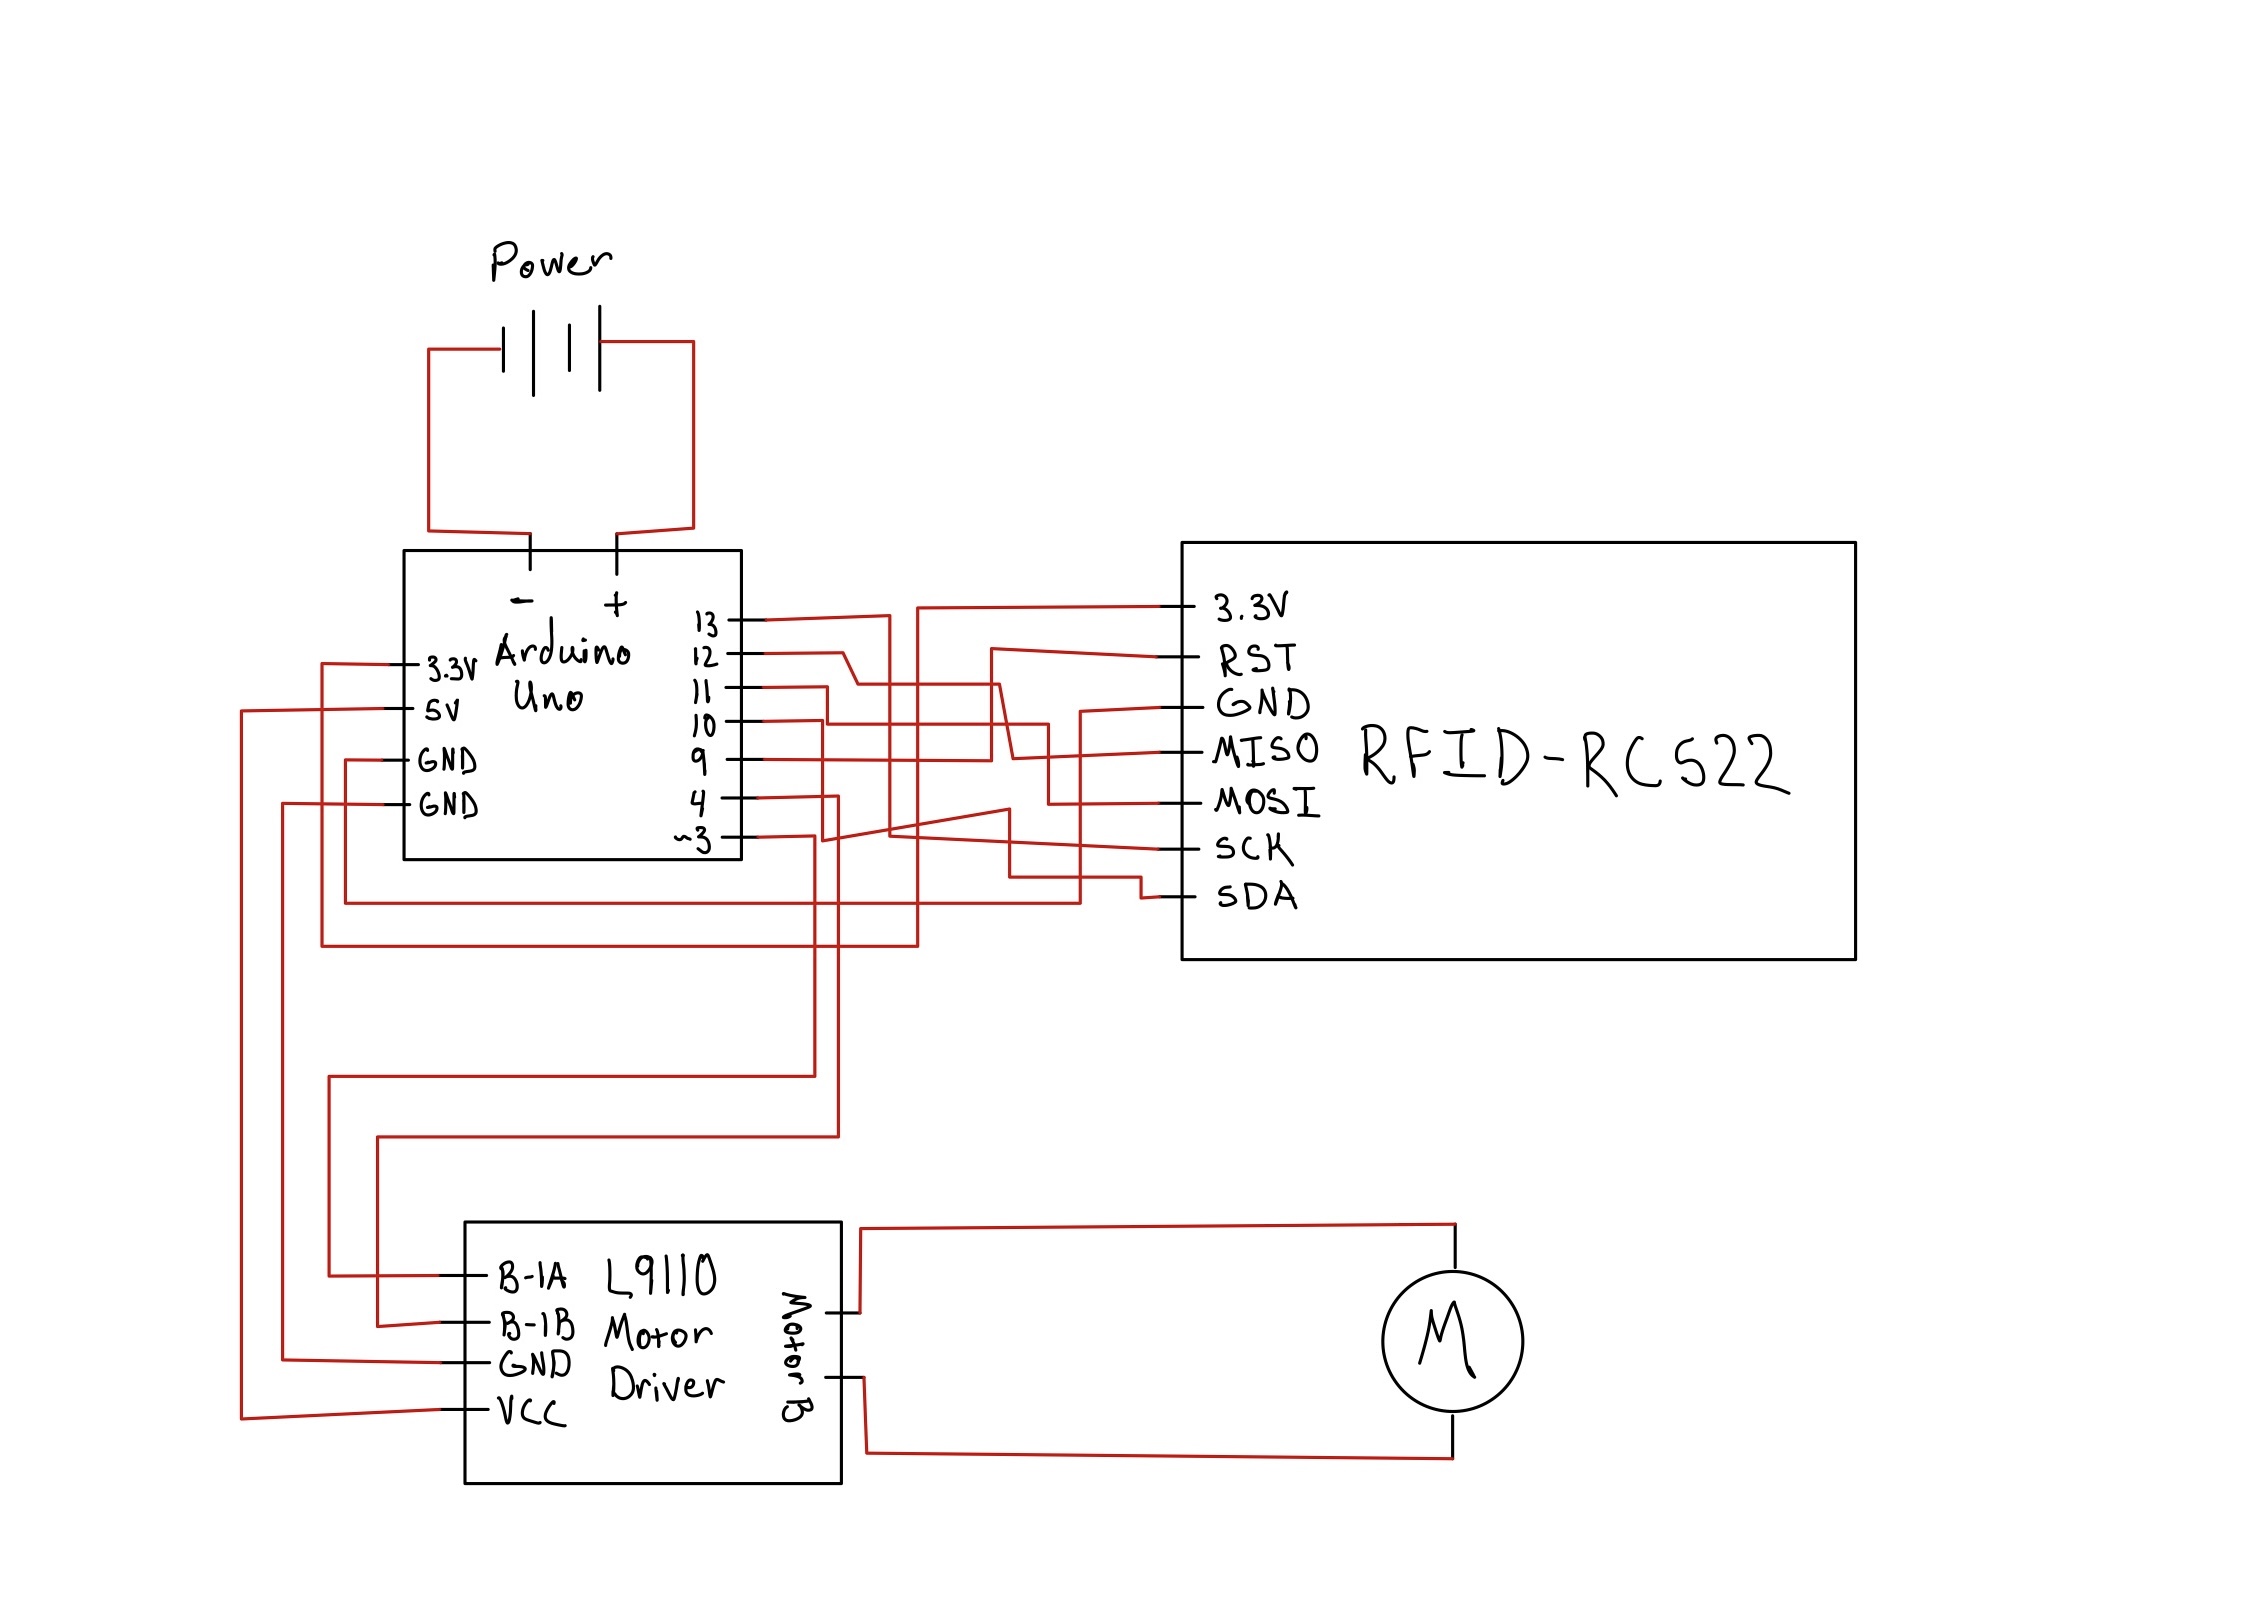 Power
- +
Arduino
Uno
3.3V
5V
GND
GND
13
12
11
10
9
4
~3
3.3V
RST
GND
MISO
MOSI
SCK
SDA
RFID-RC522
B-1A
B-1B
GND
VCC
L9110
Motor
Driver
Motor B
M